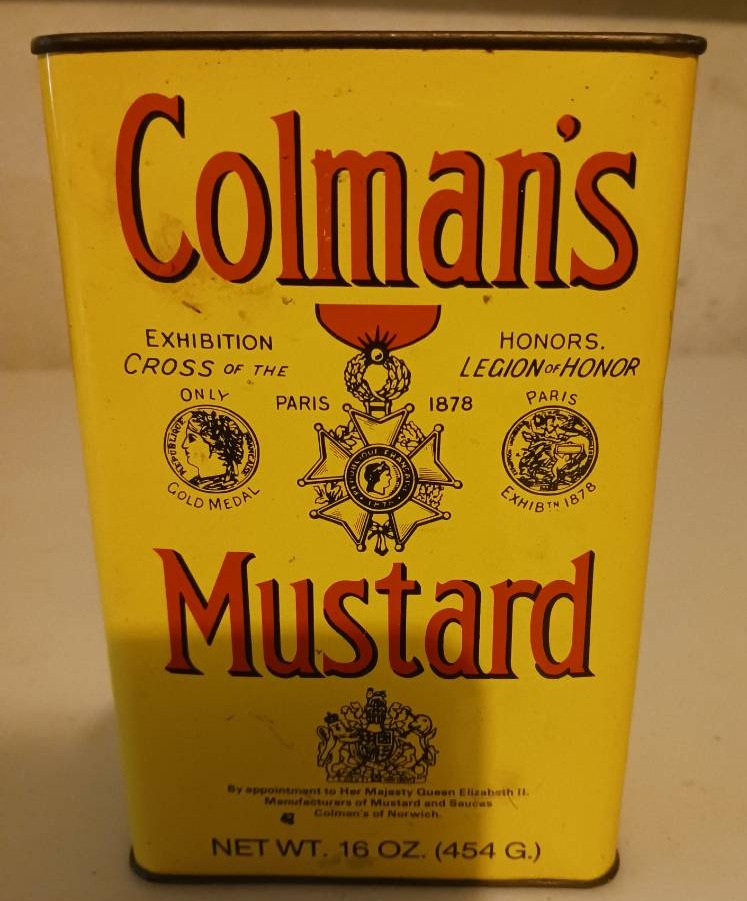 Colman's
EXHIBITION HONORS.
CROSS OF THE LEGION OF HONOR
ONLY PARIS 1878 PARIS
REPUBLIQUE FRANÇAISE
GOLD MEDAL EXHIBTN 1878
Mustard
By appointment to Her Majesty Queen Elizabeth II.
Manufacturers of Mustard and Sauces
Colman's of Norwich.
NET WT. 16 OZ. (454 G.)